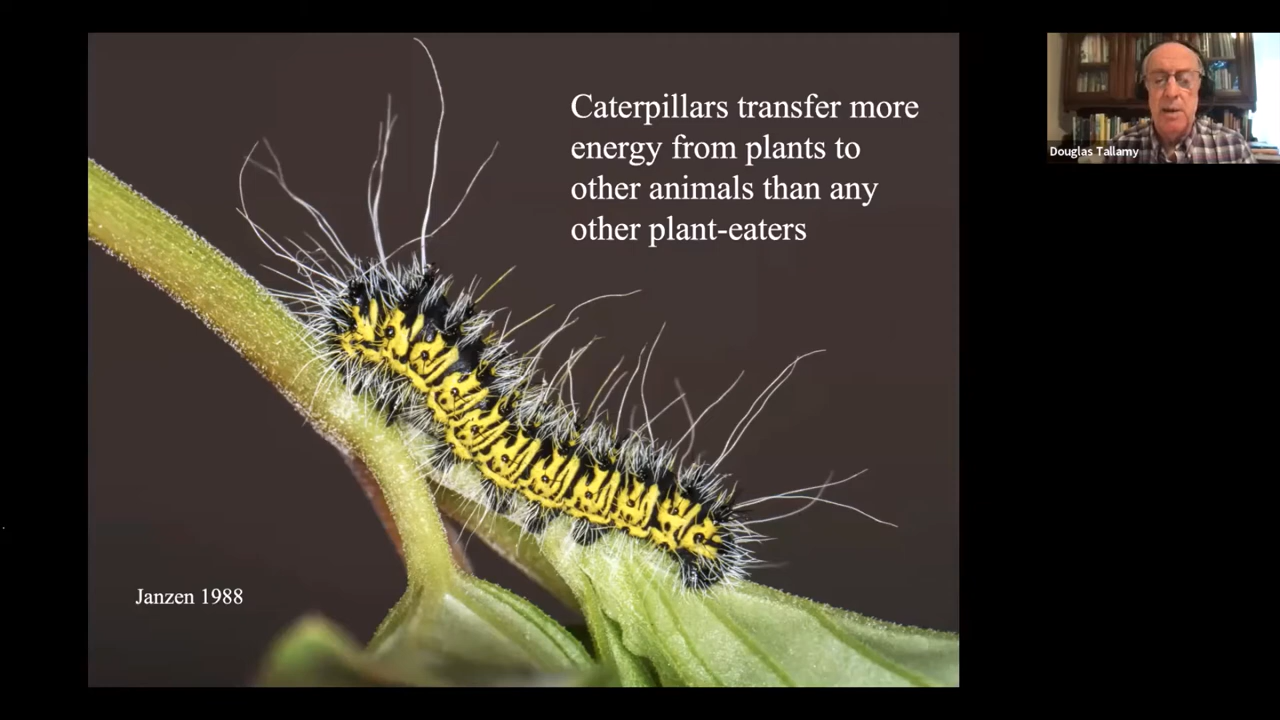 Caterpillars transfer more
energy from plants to
other animals than any
other plant-eaters
Douglas Tallamy
Janzen 1988